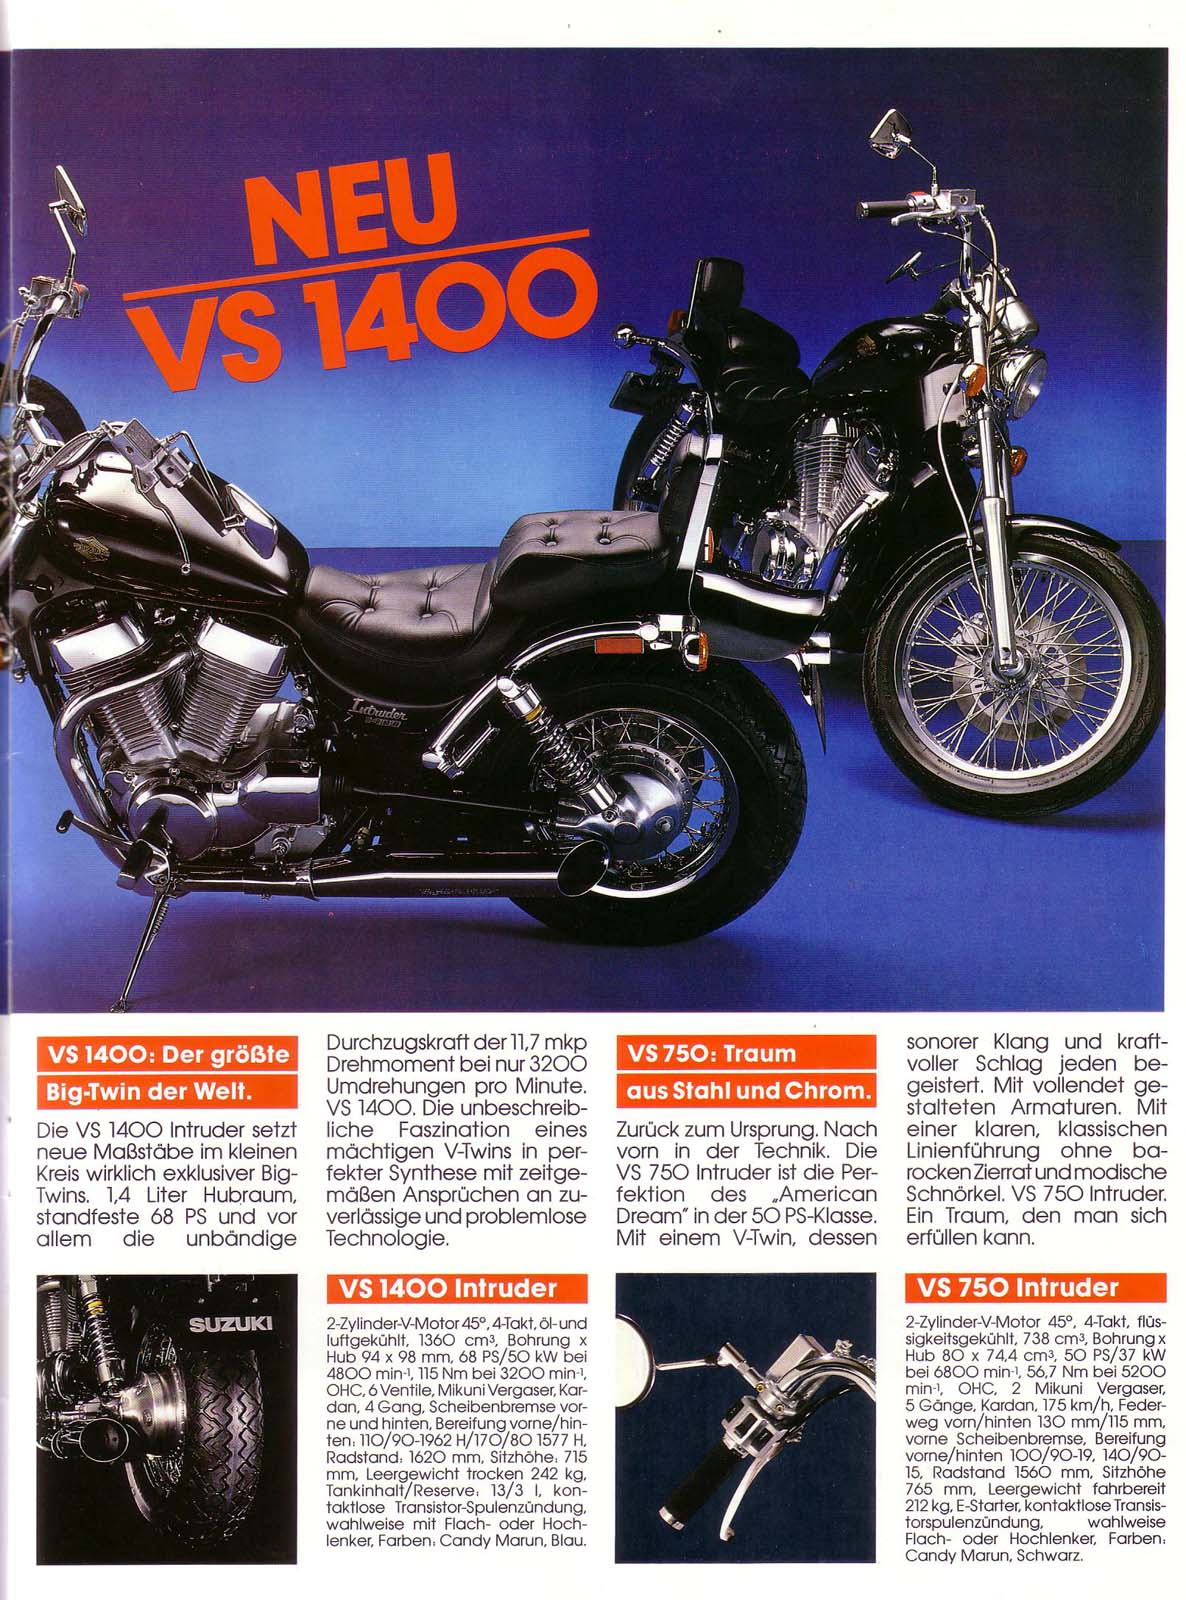 NEU
VS 1400
Intruder
1400
Intruder
VS 1400: Der größte
Big-Twin der Welt.
Die VS 1400 Intruder setzt
neue Maßstäbe im kleinen
Kreis wirklich exklusiver Big-
Twins. 1,4 Liter Hubraum,
standfeste 68 PS und vor
allem die unbändige
Durchzugskraft der 11,7 mkp
Drehmoment bei nur 3200
Umdrehungen pro Minute.
VS 1400. Die unbeschreib-
liche Faszination eines
mächtigen V-Twins in per-
fekter Synthese mit zeitge-
mäßen Ansprüchen an zu-
verlässige und problemlose
Technologie.
VS 750: Traum
aus Stahl und Chrom.
Zurück zum Ursprung. Nach
vorn in der Technik. Die
VS 750 Intruder ist die Per-
fektion des „American
Dream" in der 50 PS-Klasse.
Mit einem V-Twin, dessen
sonorer Klang und kraft-
voller Schlag jeden be-
geistert. Mit vollendet ge-
stalteten Armaturen. Mit
einer klaren, klassischen
Linienführung ohne ba-
rocken Zierrat und modische
Schnörkel. VS 750 Intruder.
Ein Traum, den man sich
erfüllen kann.
SUZUKI
VS 1400 Intruder
2-Zylinder-V-Motor 45°, 4-Takt, öl- und
luftgekühlt, 1360 cm³, Bohrung x
Hub 94 x 98 mm, 68 PS/50 kW bei
4800 min-¹, 115 Nm bei 3200 min-¹,
OHC, 6 Ventile, Mikuni Vergaser, Kar-
dan, 4 Gang, Scheibenbremse vor-
ne und hinten, Bereifung vorne/hin-
ten: 110/90-1962 H/170/80 1577 H,
Radstand: 1620 mm, Sitzhöhe: 715
mm, Leergewicht trocken 242 kg,
Tankinhalt/Reserve: 13/3 l, kon-
taktlose Transistor-Spulenzündung,
wahlweise mit Flach- oder Hoch-
lenker, Farben: Candy Marun, Blau.
VS 750 Intruder
2-Zylinder-V-Motor 45°, 4-Takt, flüs-
sigkeitsgekühlt, 738 cm³, Bohrung x
Hub 80 x 74,4 cm³, 50 PS/37 kW
bei 6800 min-¹, 56,7 Nm bei 5200
min-¹, OHC, 2 Mikuni Vergaser,
5 Gänge, Kardan, 175 km/h, Feder-
weg vorn/hinten 130 mm/115 mm,
vorne Scheibenbremse, Bereifung
vorne/hinten 100/90-19, 140/90-
15, Radstand 1560 mm, Sitzhöhe
765 mm, Leergewicht fahrbereit
212 kg, E-Starter, kontaktlose Transis-
torspulenzündung, wahlweise
Flach- oder Hochlenker, Farben:
Candy Marun, Schwarz.